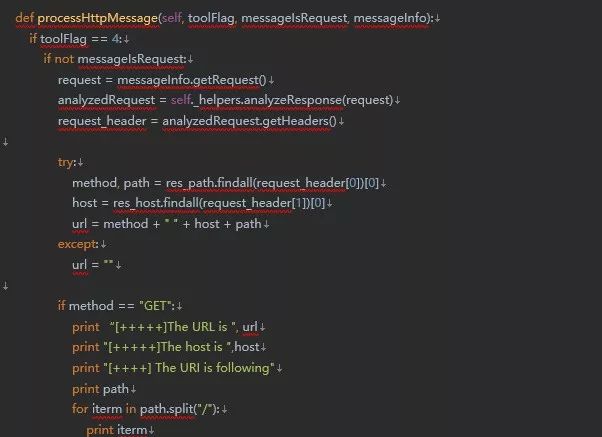 def processHttpMessage(self, toolFlag, messageIsRequest, messageInfo):↓
if toolFlag == 4:↓
if not messageIsRequest:↓
request = messageInfo.getRequest()↓
analyzedRequest = self._helpers.analyzeResponse(request)↓
request_header = analyzedRequest.getHeaders()↓
↓
try:↓
method, path = res_path.findall(request_header[0])[0]↓
host = res_host.findall(request_header[1])[0]↓
url = method + " " + host + path↓
except:↓
url = ""↓
↓
if method == "GET":↓
print “[+++++]The URL is ", url↓
print "[+++++]The host is ",host↓
print "[++++] The URI is following"↓
print path↓
for iterm in path.split("/"):↓
print iterm↓